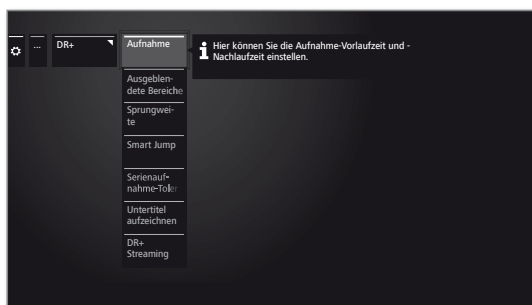 ...
DR+
Aufnahme
Hier können Sie die Aufnahme-Vorlaufzeit und -
Nachlaufzeit einstellen.
Ausgeblen-
dete Bereiche
Sprungwei-
te
Smart Jump
Serienauf-
nahme-Toler
Untertitel
aufzeichnen
DR+
Streaming